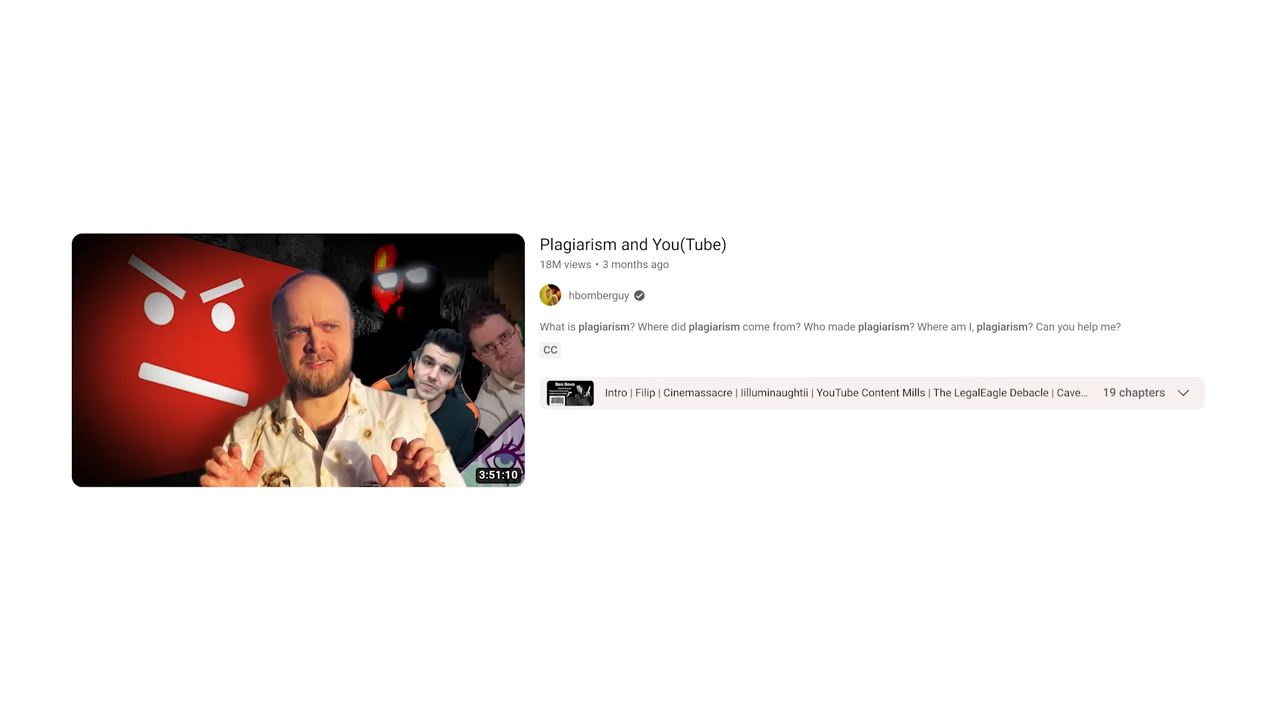 Plagiarism and You(Tube)
18M views • 3 months ago
hbomberguy
What is plagiarism? Where did plagiarism come from? Who made plagiarism? Where am I, plagiarism? Can you help me?
CC
3:51:10
Ben Bova
Intro | Filip | Cinemassacre | Iilluminaughtii | YouTube Content Mills | The LegalEagle Debacle | Cave...
19 chapters